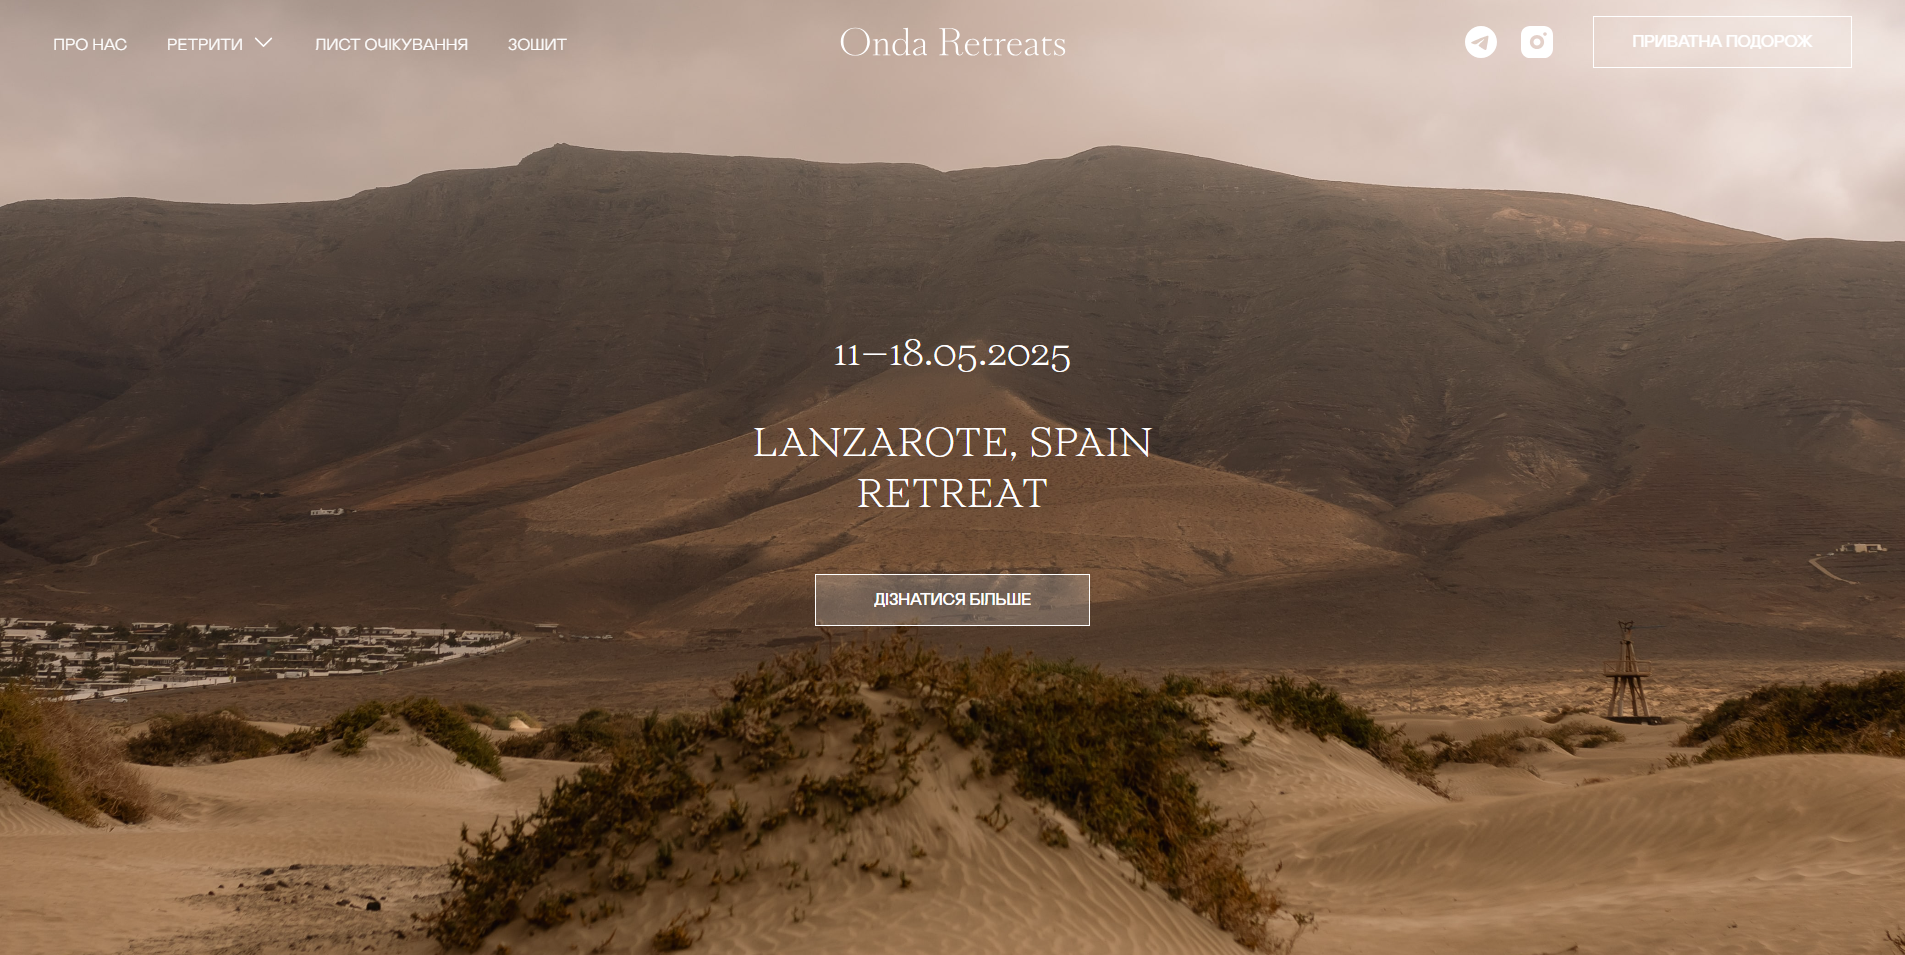 ПРО НАС
РЕТРИТИ
ЛИСТ ОЧІКУВАННЯ
ЗОШИТ
Onda Retreats
ПРИВАТНА ПОДОРОЖ
11—18.05.2025
LANZAROTE, SPAIN
RETREAT
ДІЗНАТИСЯ БІЛЬШЕ